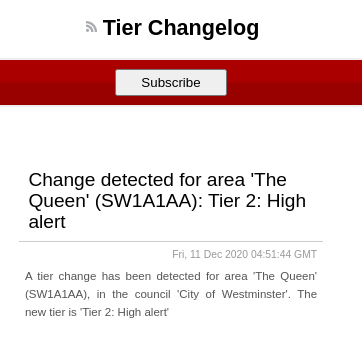 Tier Changelog
Subscribe
Change detected for area 'The
Queen' (SW1A1AA): Tier 2: High
alert
Fri, 11 Dec 2020 04:51:44 GMT
A tier change has been detected for area 'The Queen'
(SW1A1AA), in the council 'City of Westminster'. The
new tier is 'Tier 2: High alert'